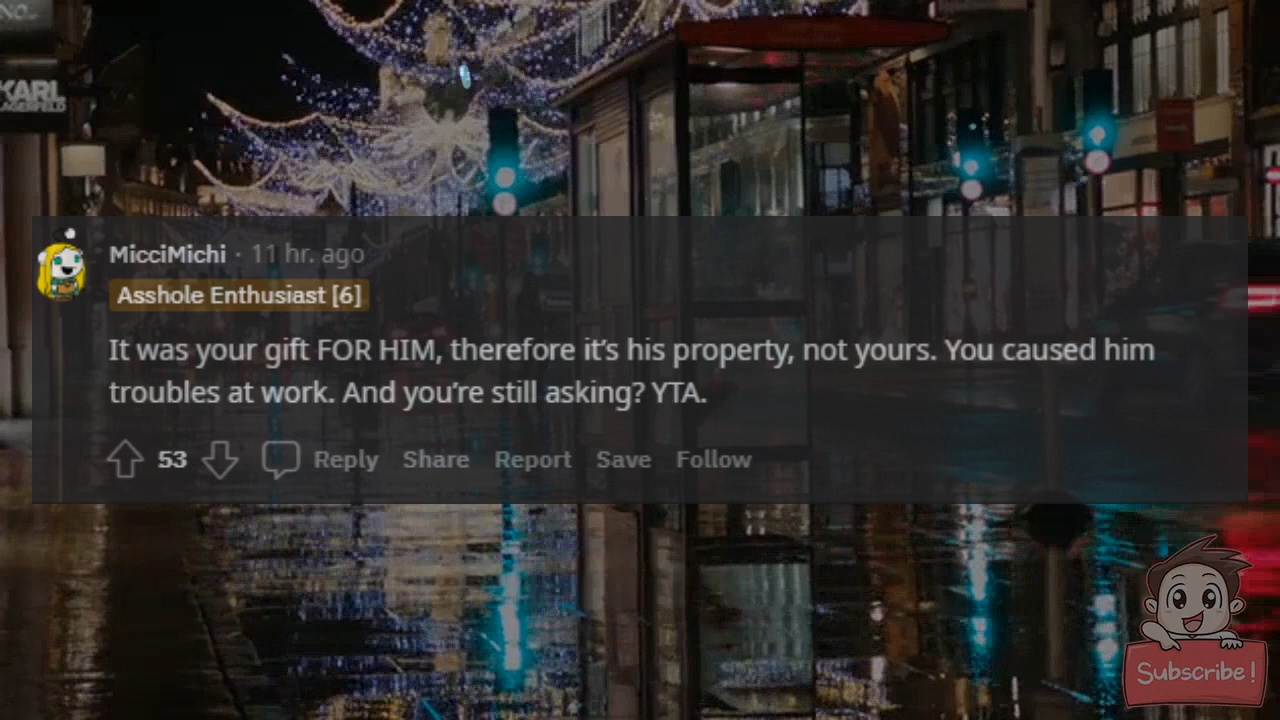 KARL
LAGERFELD
MicciMichi · 11 hr. ago
Asshole Enthusiast [6]
It was your gift FOR HIM, therefore it's his property, not yours. You caused him
troubles at work. And you're still asking? YTA.
53 Reply Share Report Save Follow
Subscribe!